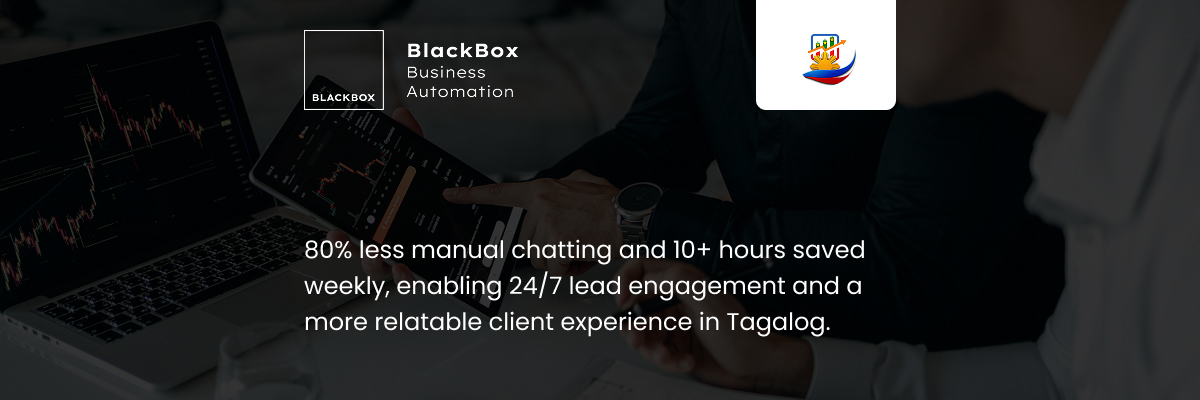 BLACKBOX
BlackBox
Business
Automation
80% less manual chatting and 10+ hours saved
weekly, enabling 24/7 lead engagement and a
more relatable client experience in Tagalog.